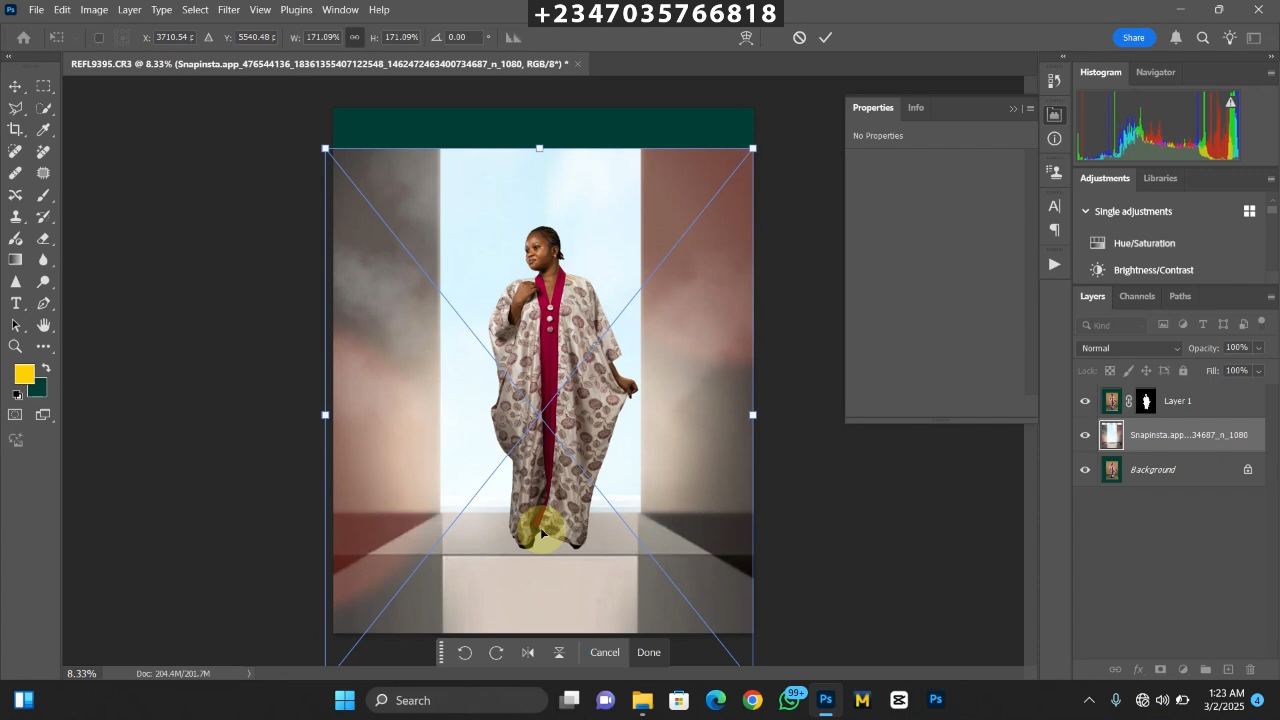 +2347035766818
File Edit Image Layer Type Select Filter View Plugins Window Help
X: 3710.54 p Y: 5540.48 p W: 171.09% H: 171.09% 0.00 °
Share
REFL9395.CR3 @ 8.33% (Snapinsta.app_476544136_18361355407122548_1462472463400734687_n_1080, RGB/8*) *
Properties Info
No Properties
Histogram Navigator
Adjustments Libraries
Single adjustments
Hue/Saturation
Brightness/Contrast
Layers Channels Paths
Kind
Normal Opacity: 100%
Lock: Fill: 100%
Layer 1
Snapinsta.app...34687_n_1080
Background
Cancel Done
8.33% Doc: 204.4M/201.7M
Search
99+
1:23 AM
3/2/2025
4